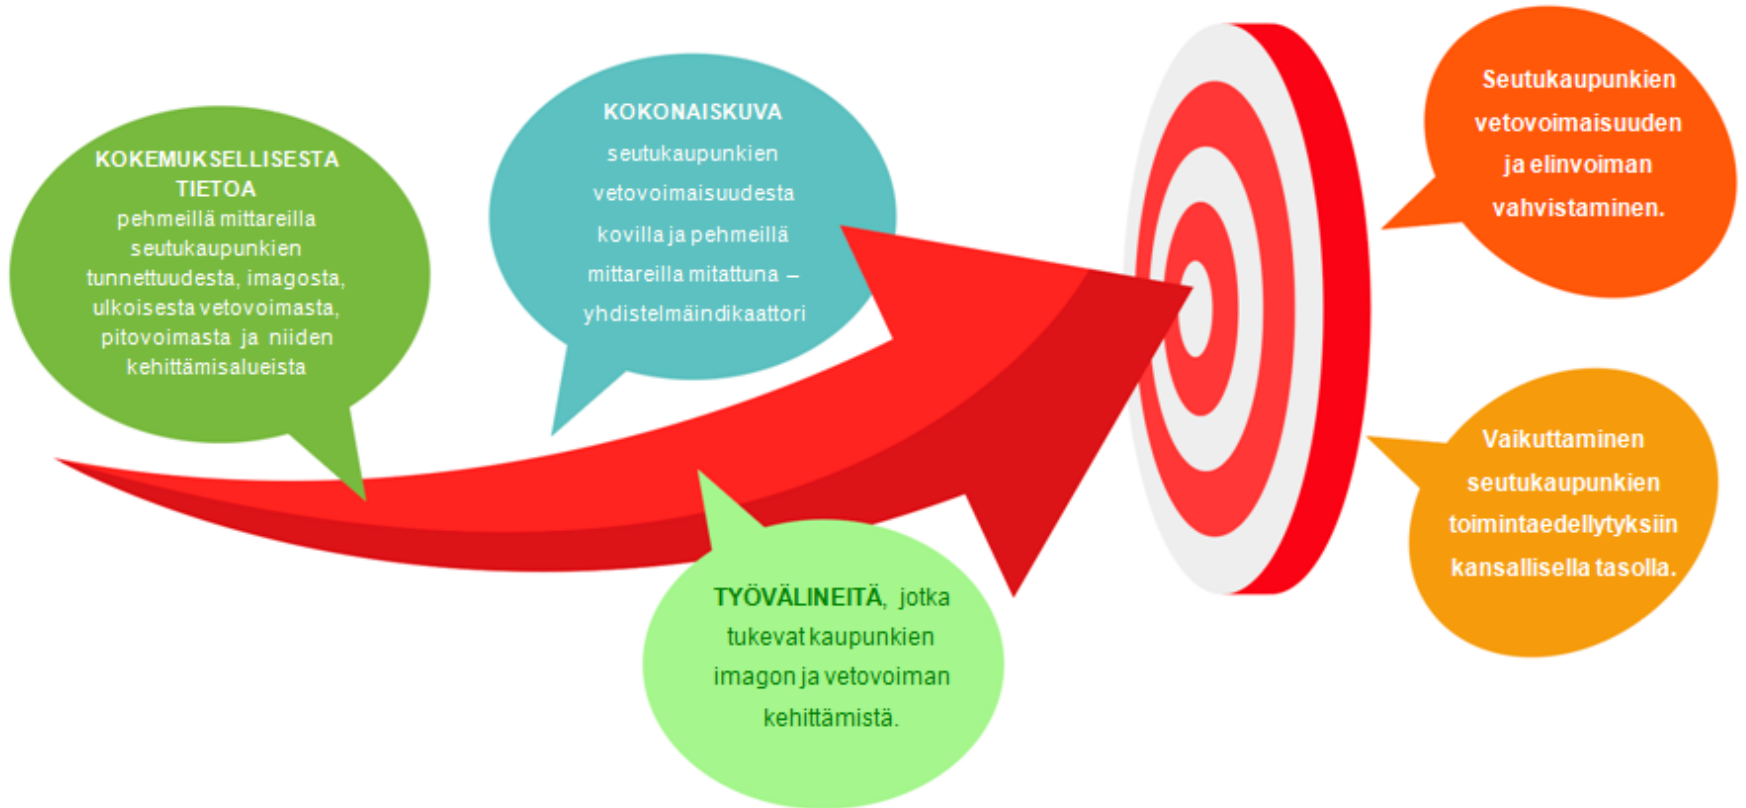 KOKEMUKSELLISESTA
TIETOA
pehmeillä mittareilla
seutukaupunkien
tunnettuudesta, imagosta,
ulkoisesta vetovoimasta,
pitovoimasta ja niiden
kehittämisalueista
KOKONAISKUVA
seutukaupunkien
vetovoimaisuudesta
kovilla ja pehmeillä
mittareilla mitattuna –
yhdistelmäindikaattori
TYÖVÄLINEITÄ, jotka
tukevat kaupunkien
imagon ja vetovoiman
kehittämistä.
Seutukaupunkien
vetovoimaisuuden
ja elinvoiman
vahvistaminen.
Vaikuttaminen
seutukaupunkien
toimintaedellytyksiin
kansallisella tasolla.